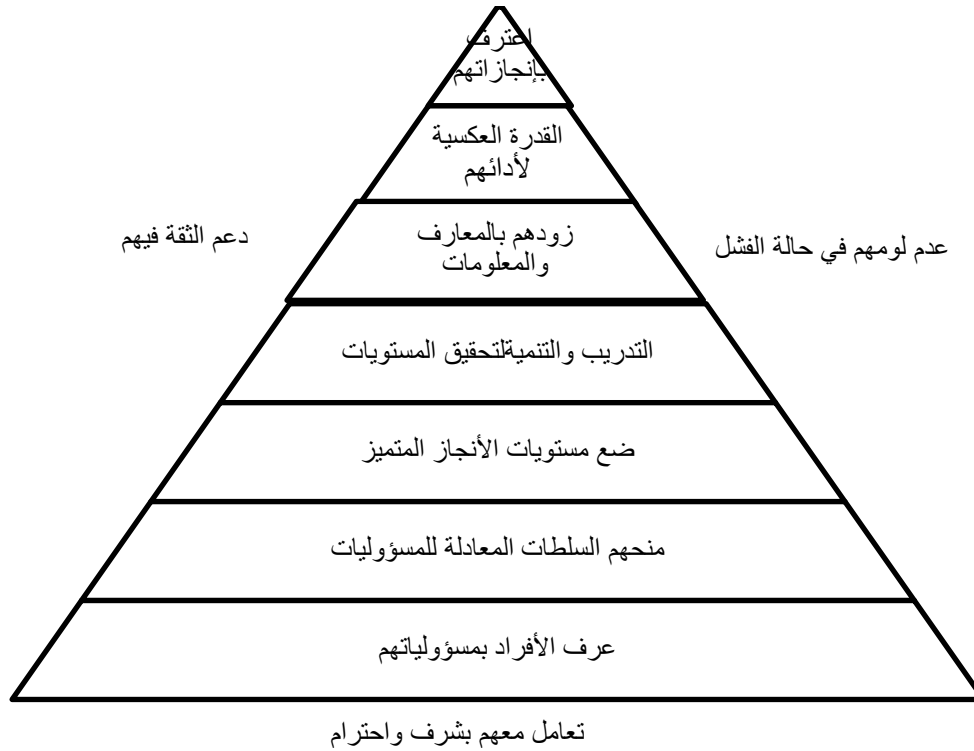 اعترف
بإنجازاتهم
القدرة العكسية
لأدائهم
زودهم بالمعارف
والمعلومات
عدم لومهم في حالة الفشل
دعم الثقة فيهم
التدريب والتنميةلتحقيق المستويات
ضع مستويات الأنجاز المتميز
منحهم السلطات المعادلة للمسؤوليات
عرف الأفراد بمسؤولياتهم
تعامل معهم بشرف واحترام